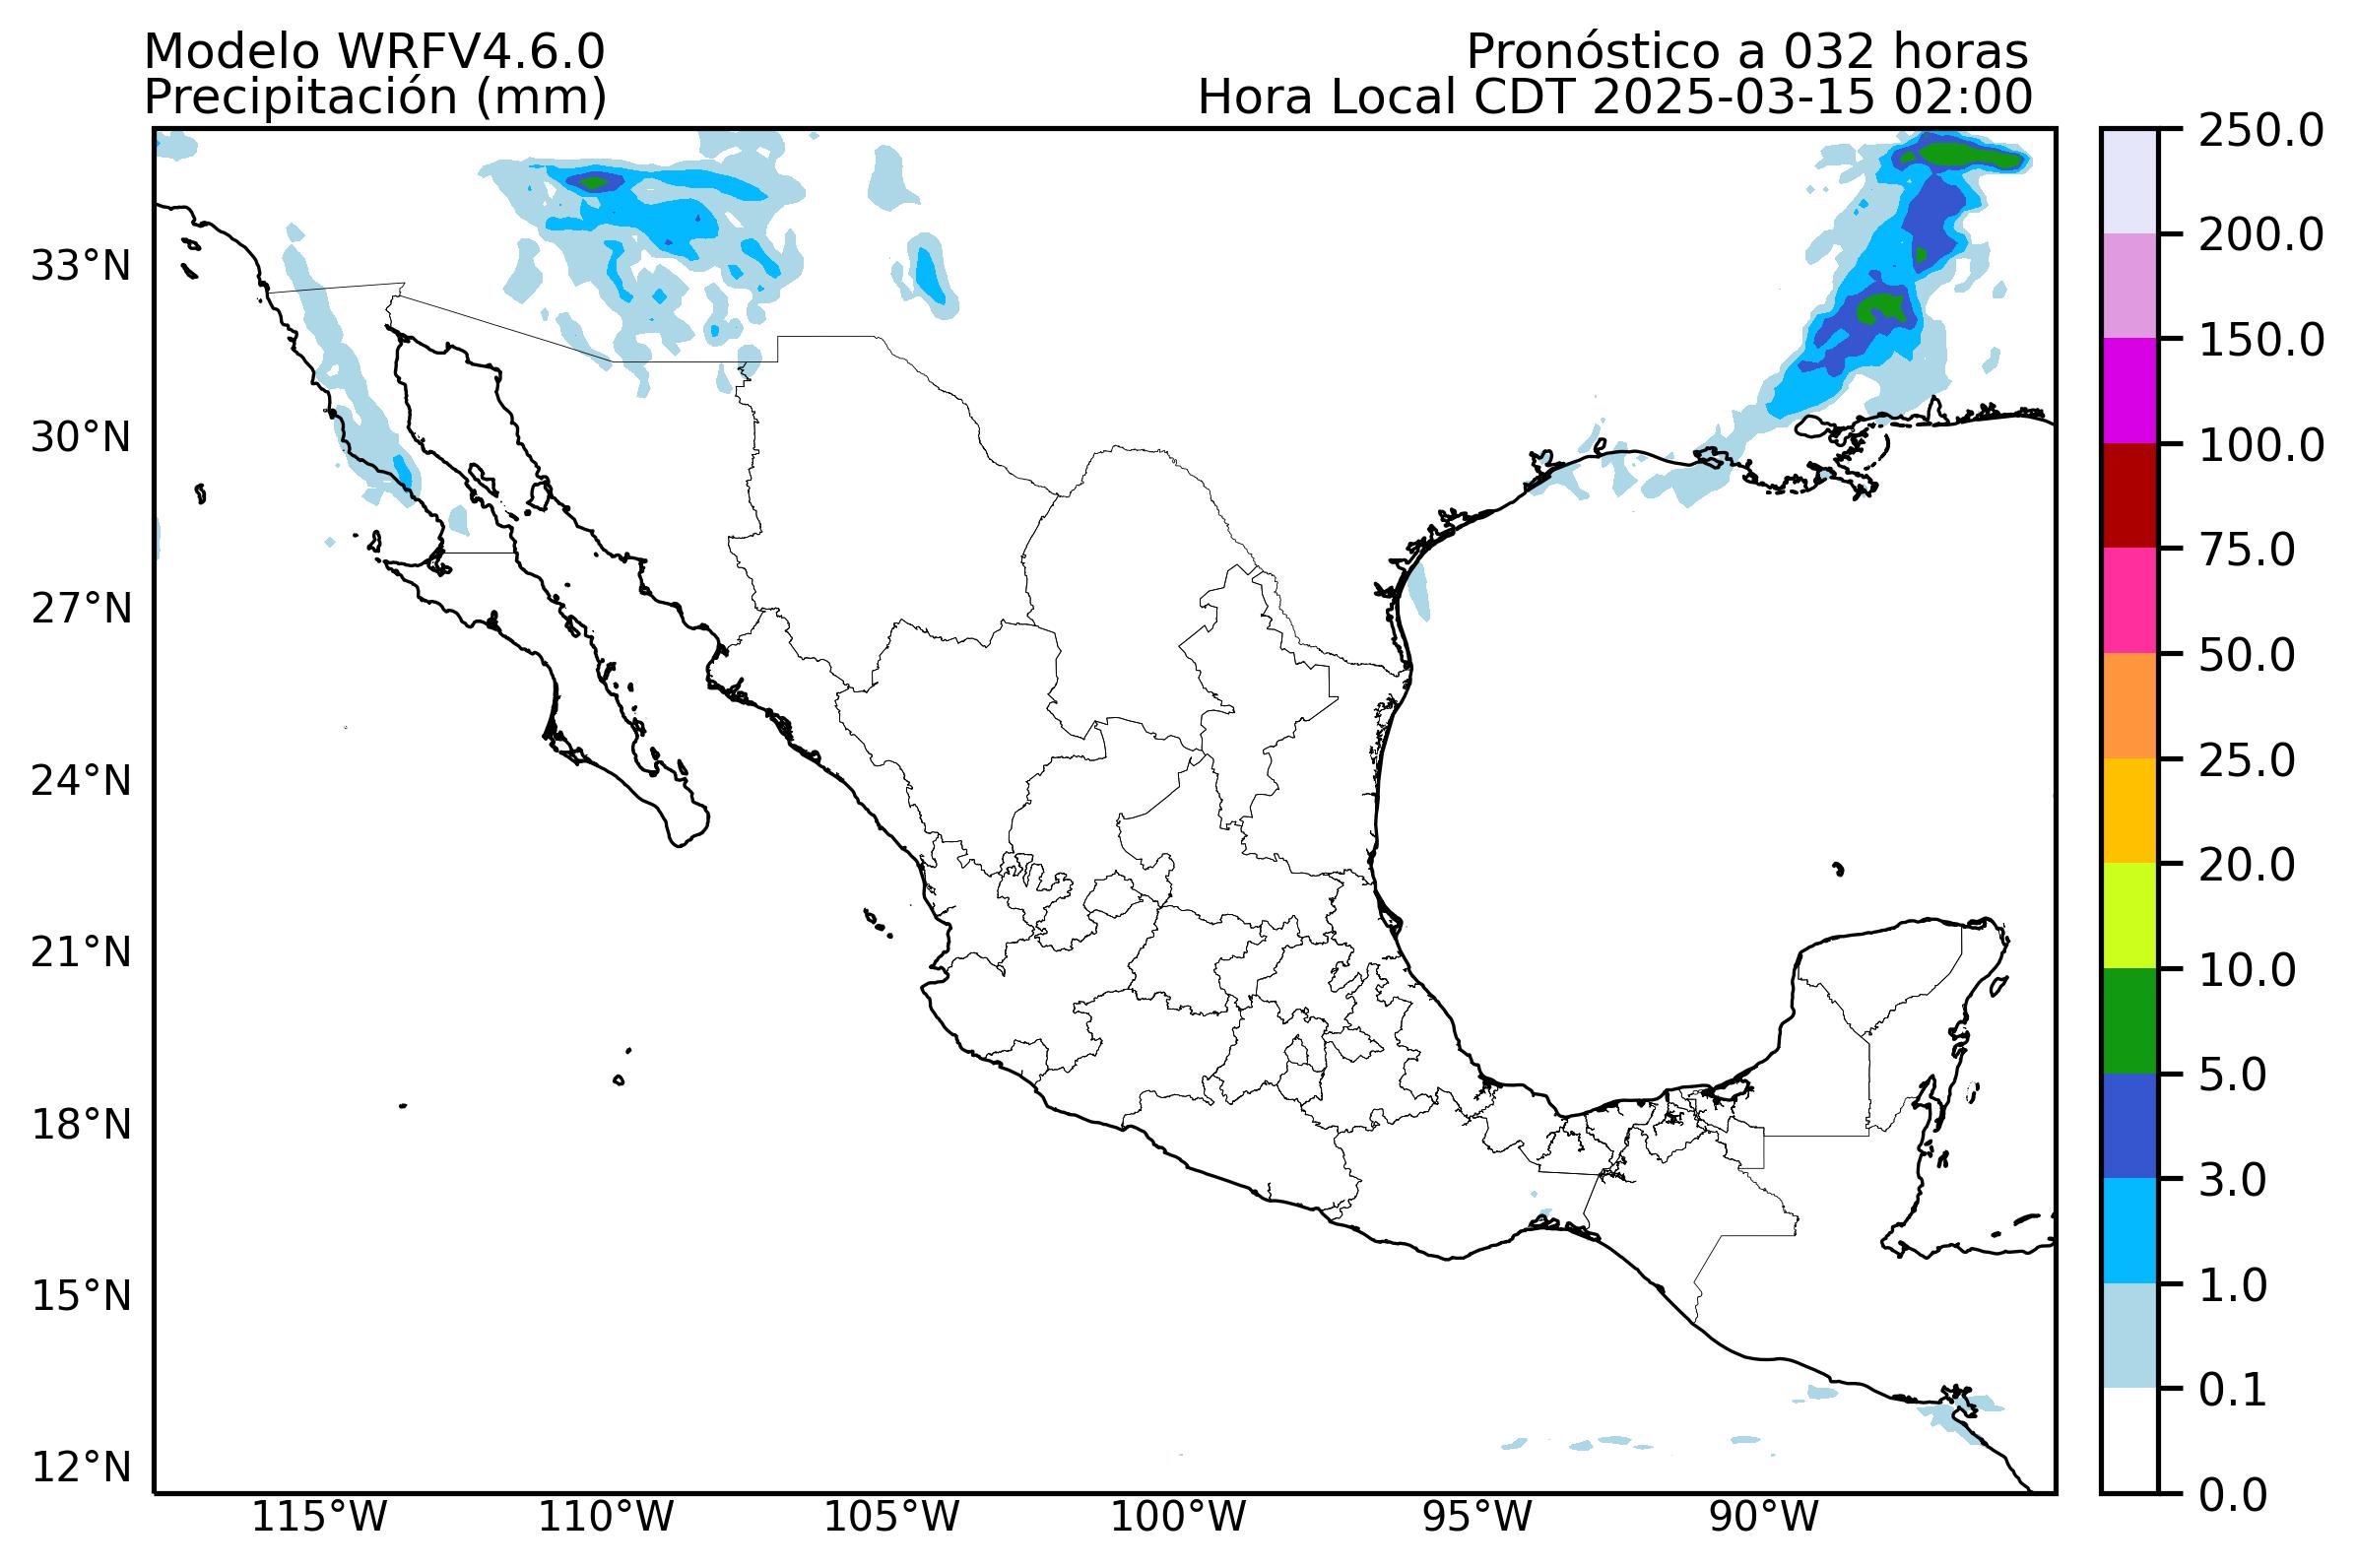 Modelo WRFV4.6.0
Pronóstico a 032 horas
Precipitación (mm)
Hora Local CDT 2025-03-15 02:00
33°N
30°N
27°N
24°N
21°N
18°N
15°N
12°N
115°W
110°W
105°W
100°W
95°W
90°W
250.0
200.0
150.0
100.0
75.0
50.0
25.0
20.0
10.0
5.0
3.0
1.0
0.1
0.0